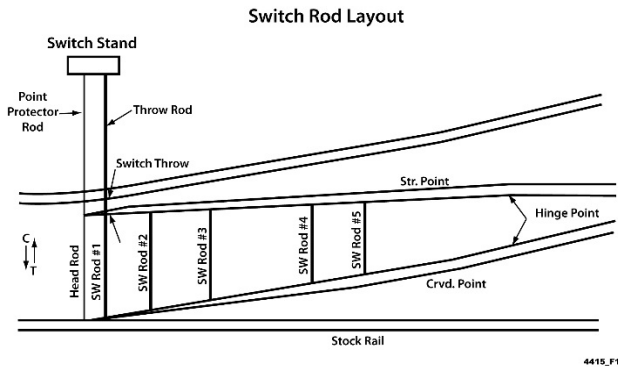 Switch Rod Layout
Switch Stand
Point
Protector
Rod
Throw Rod
Switch Throw
Str. Point
Hinge Point
C
T
Head Rod
SW Rod #1
SW Rod #2
SW Rod #3
SW Rod #4
SW Rod #5
Crvd. Point
Stock Rail
4415_F1